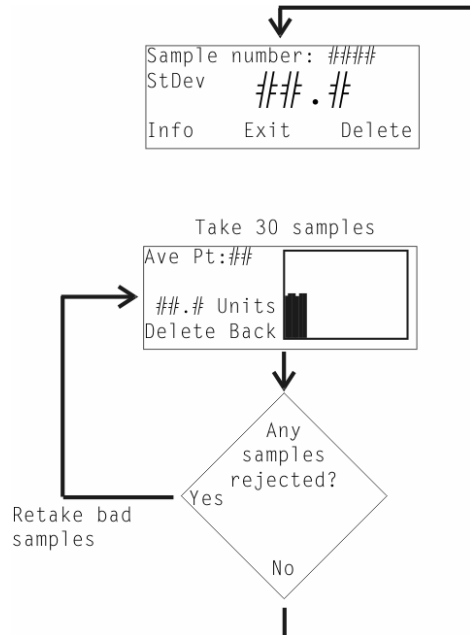 Sample number: ####
StDev
##.#
Info Exit Delete
Take 30 samples
Ave Pt:##
##.# Units
Delete Back
Any
samples
rejected?
Yes
Retake bad
samples
No